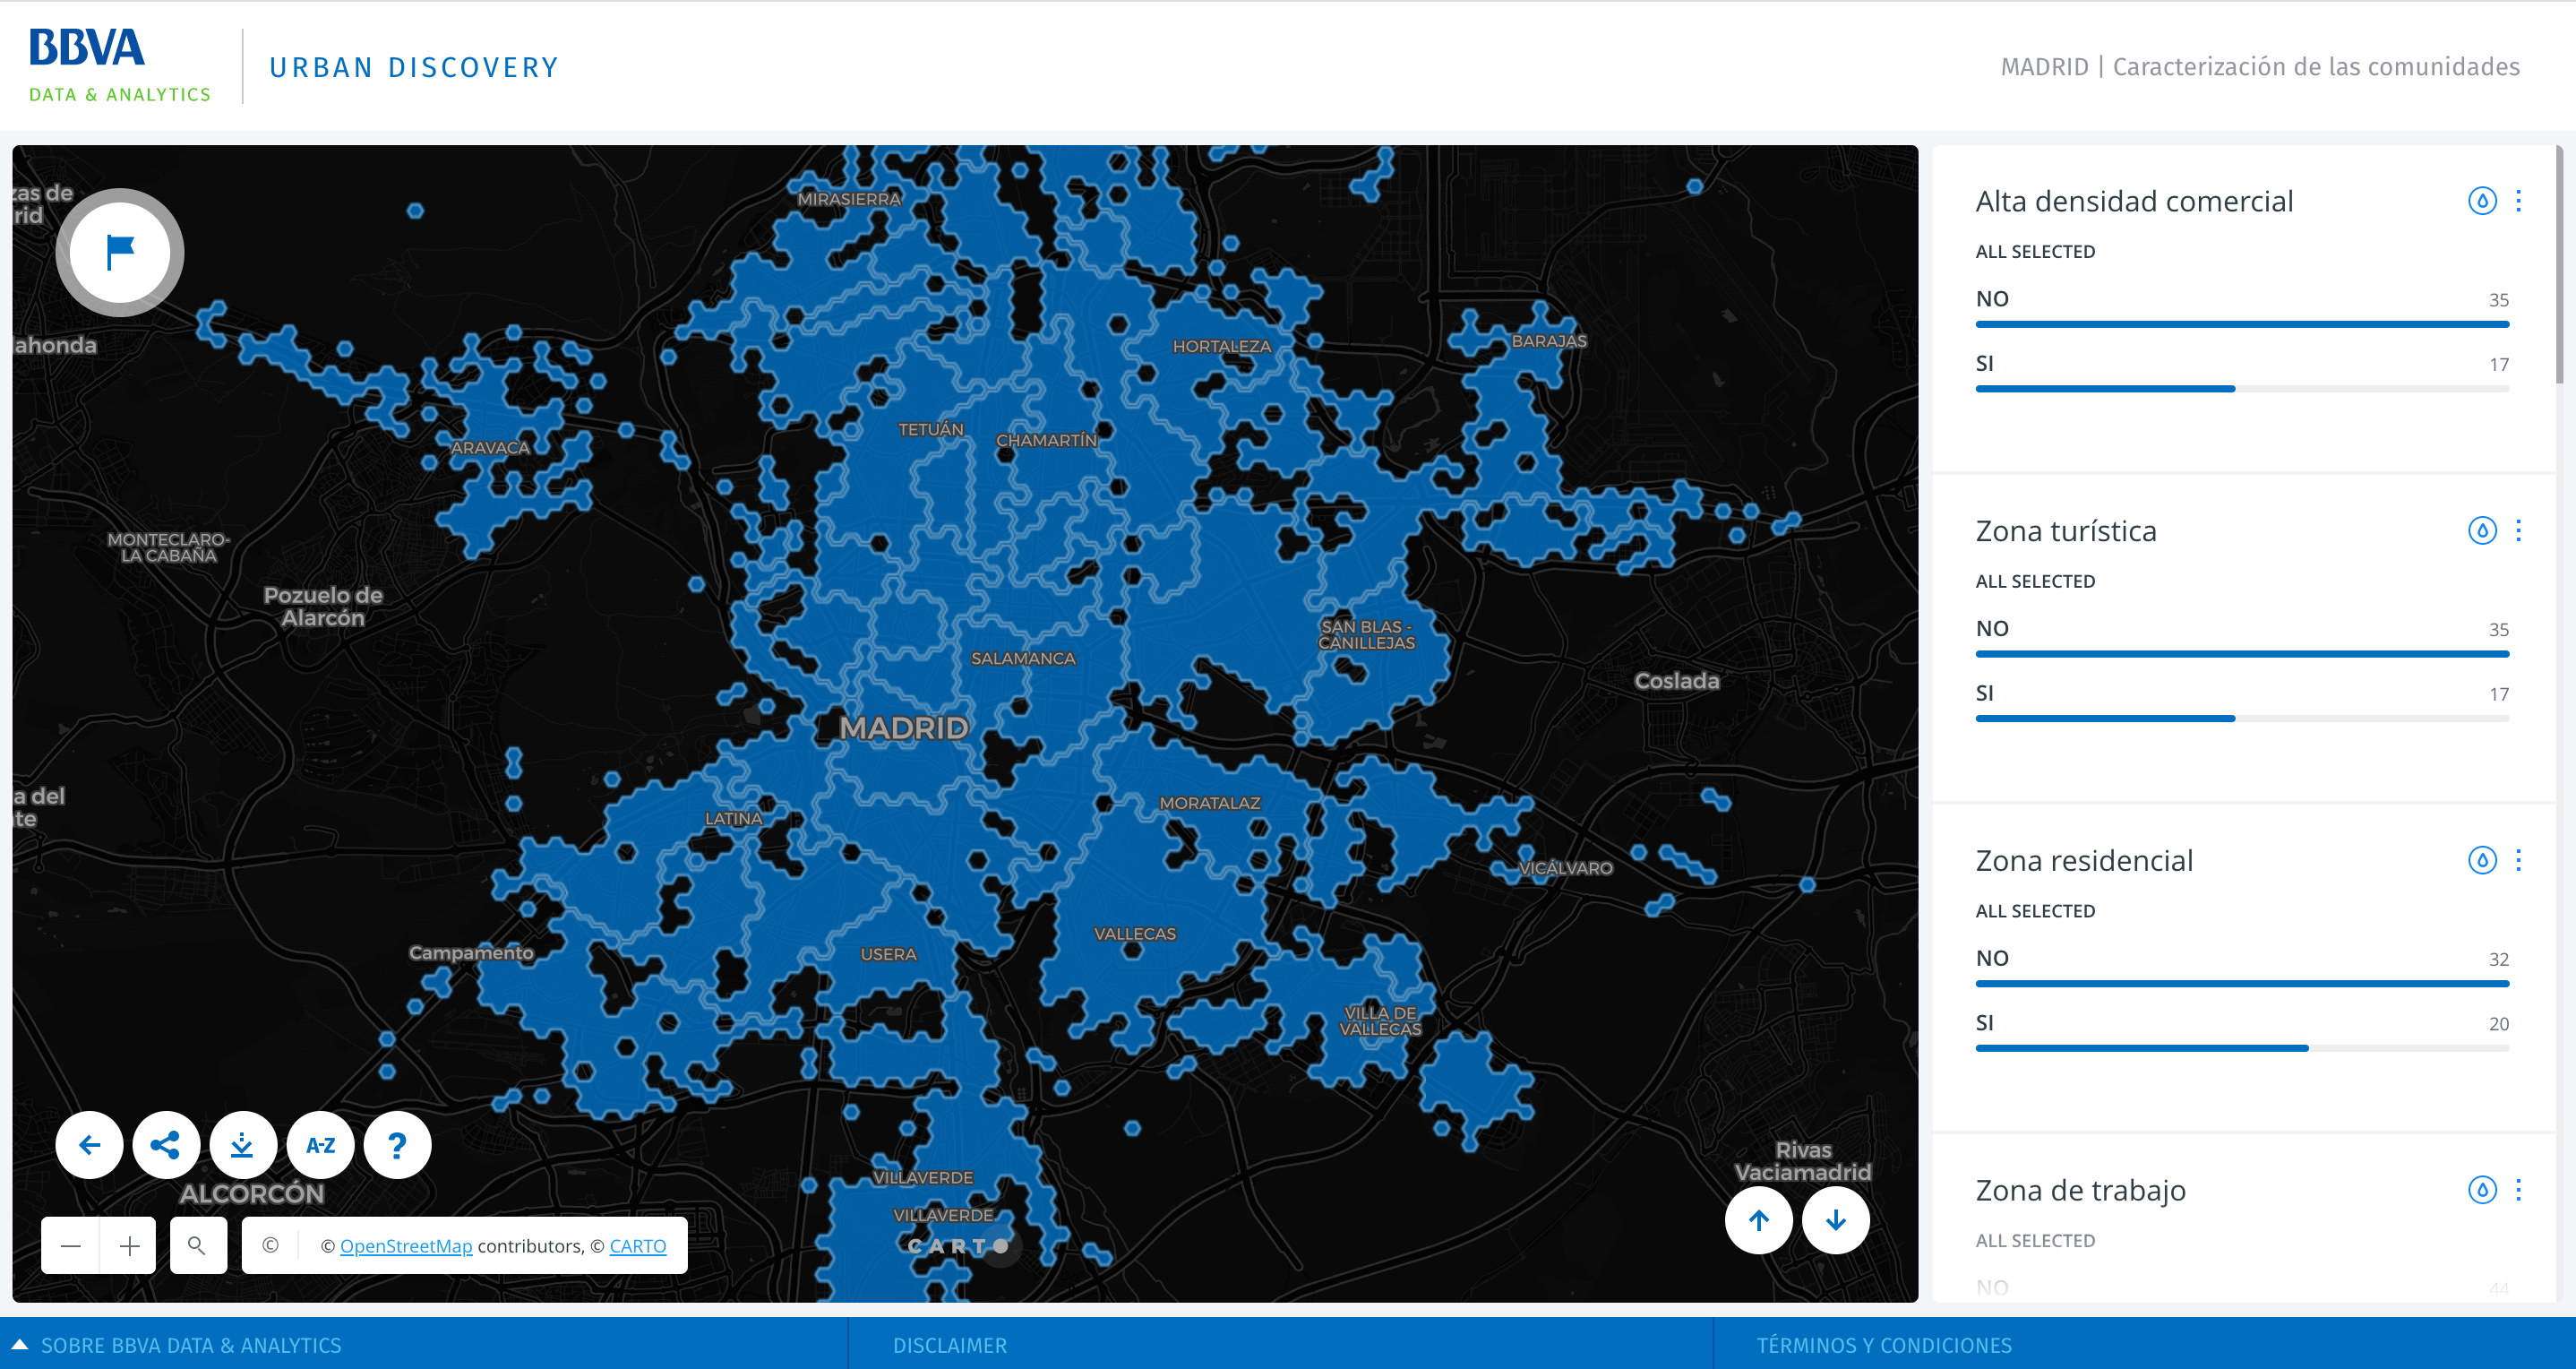 BBVA
DATA & ANALYTICS
URBAN DISCOVERY
MADRID | Caracterización de las comunidades
zas de
rid
MIRASIERRA
ahonda
HORTALEZA
BARAJAS
TETUÁN
CHAMARTÍN
ARAVACA
MONTECLARO-
LA CABAÑA
Pozuelo de
Alarcón
SAN BLAS -
CANILLEJAS
SALAMANCA
Coslada
MADRID
a del
te
MORATALAZ
LATINA
VICÁLVARO
VALLECAS
Campamento
USERA
VILLA DE
VALLECAS
A-Z
?
Rivas
Vaciamadrid
VILLAVERDE
ALCORCÓN
VILLAVERDE
CARTO
©
© OpenStreetMap contributors, © CARTO
Alta densidad comercial
ALL SELECTED
NO 35
SI 17
Zona turística
ALL SELECTED
NO 35
SI 17
Zona residencial
ALL SELECTED
NO 32
SI 20
Zona de trabajo
ALL SELECTED
NO 44
SOBRE BBVA DATA & ANALYTICS
DISCLAIMER
TÉRMINOS Y CONDICIONES